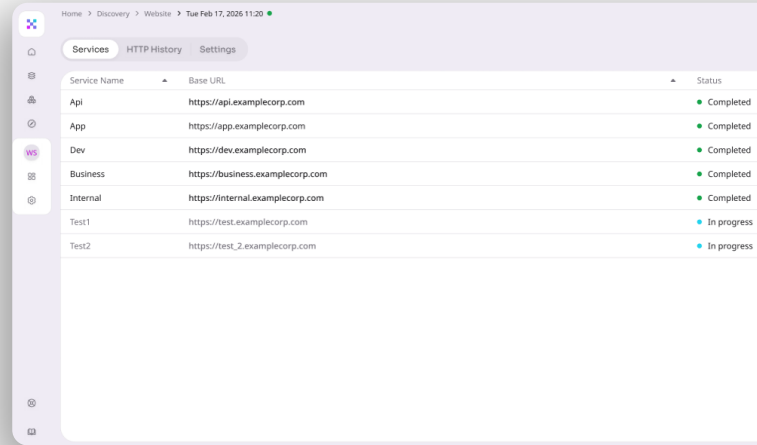 Home > Discovery > Website > Tue Feb 17, 2026 11:20
Services HTTP History Settings
Service Name Base URL Status
Api https://api.examplecorp.com Completed
App https://app.examplecorp.com Completed
Dev https://dev.examplecorp.com Completed
WS
Business https://business.examplecorp.com Completed
Internal https://internal.examplecorp.com Completed
Test1 https://test.examplecorp.com In progress
Test2 https://test_2.examplecorp.com In progress